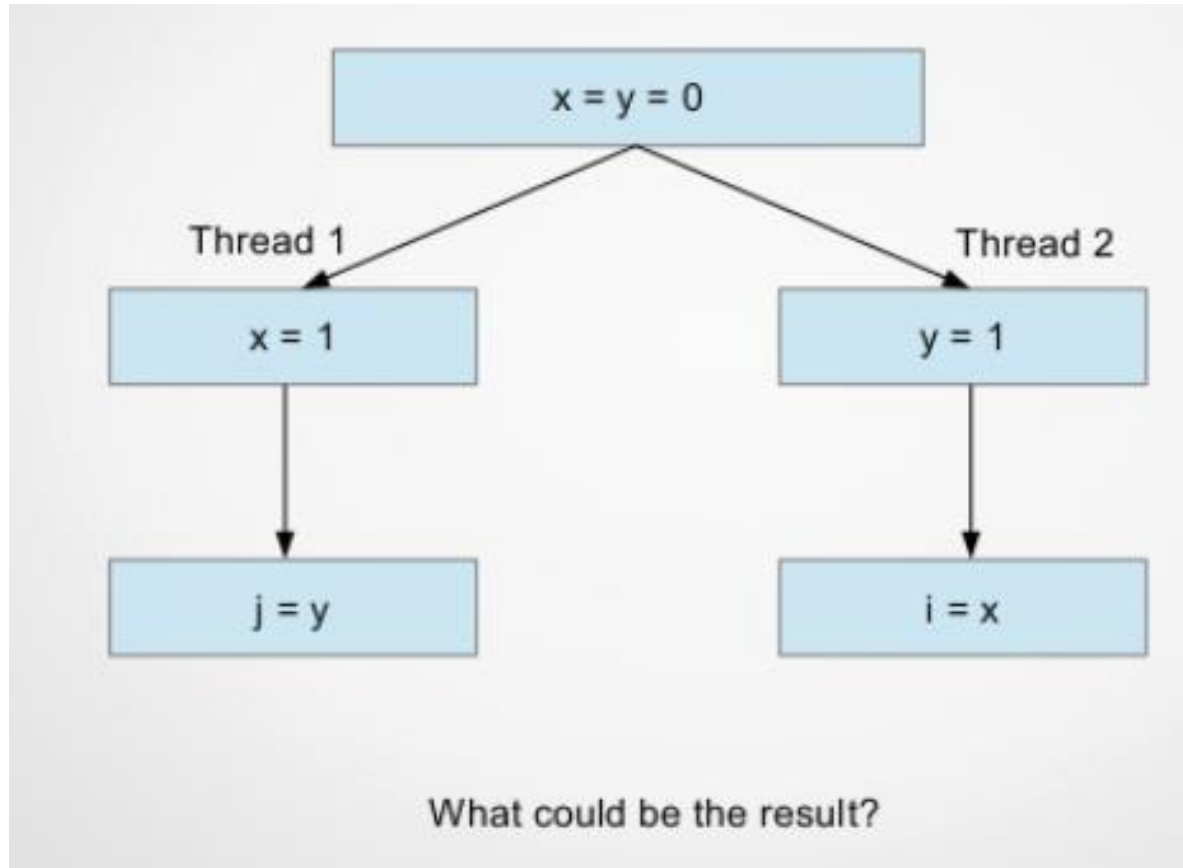 x = y = 0
Thread 1
Thread 2
x = 1
y = 1
j = y
i = x
What could be the result?